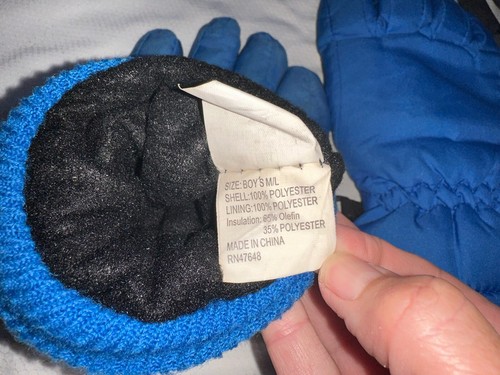 SIZE: BOY'S M/L
SHELL:100% POLYESTER
LINING:100% POLYESTER
Insulation: 65% Olefin
35% POLYESTER
MADE IN CHINA
RN47648